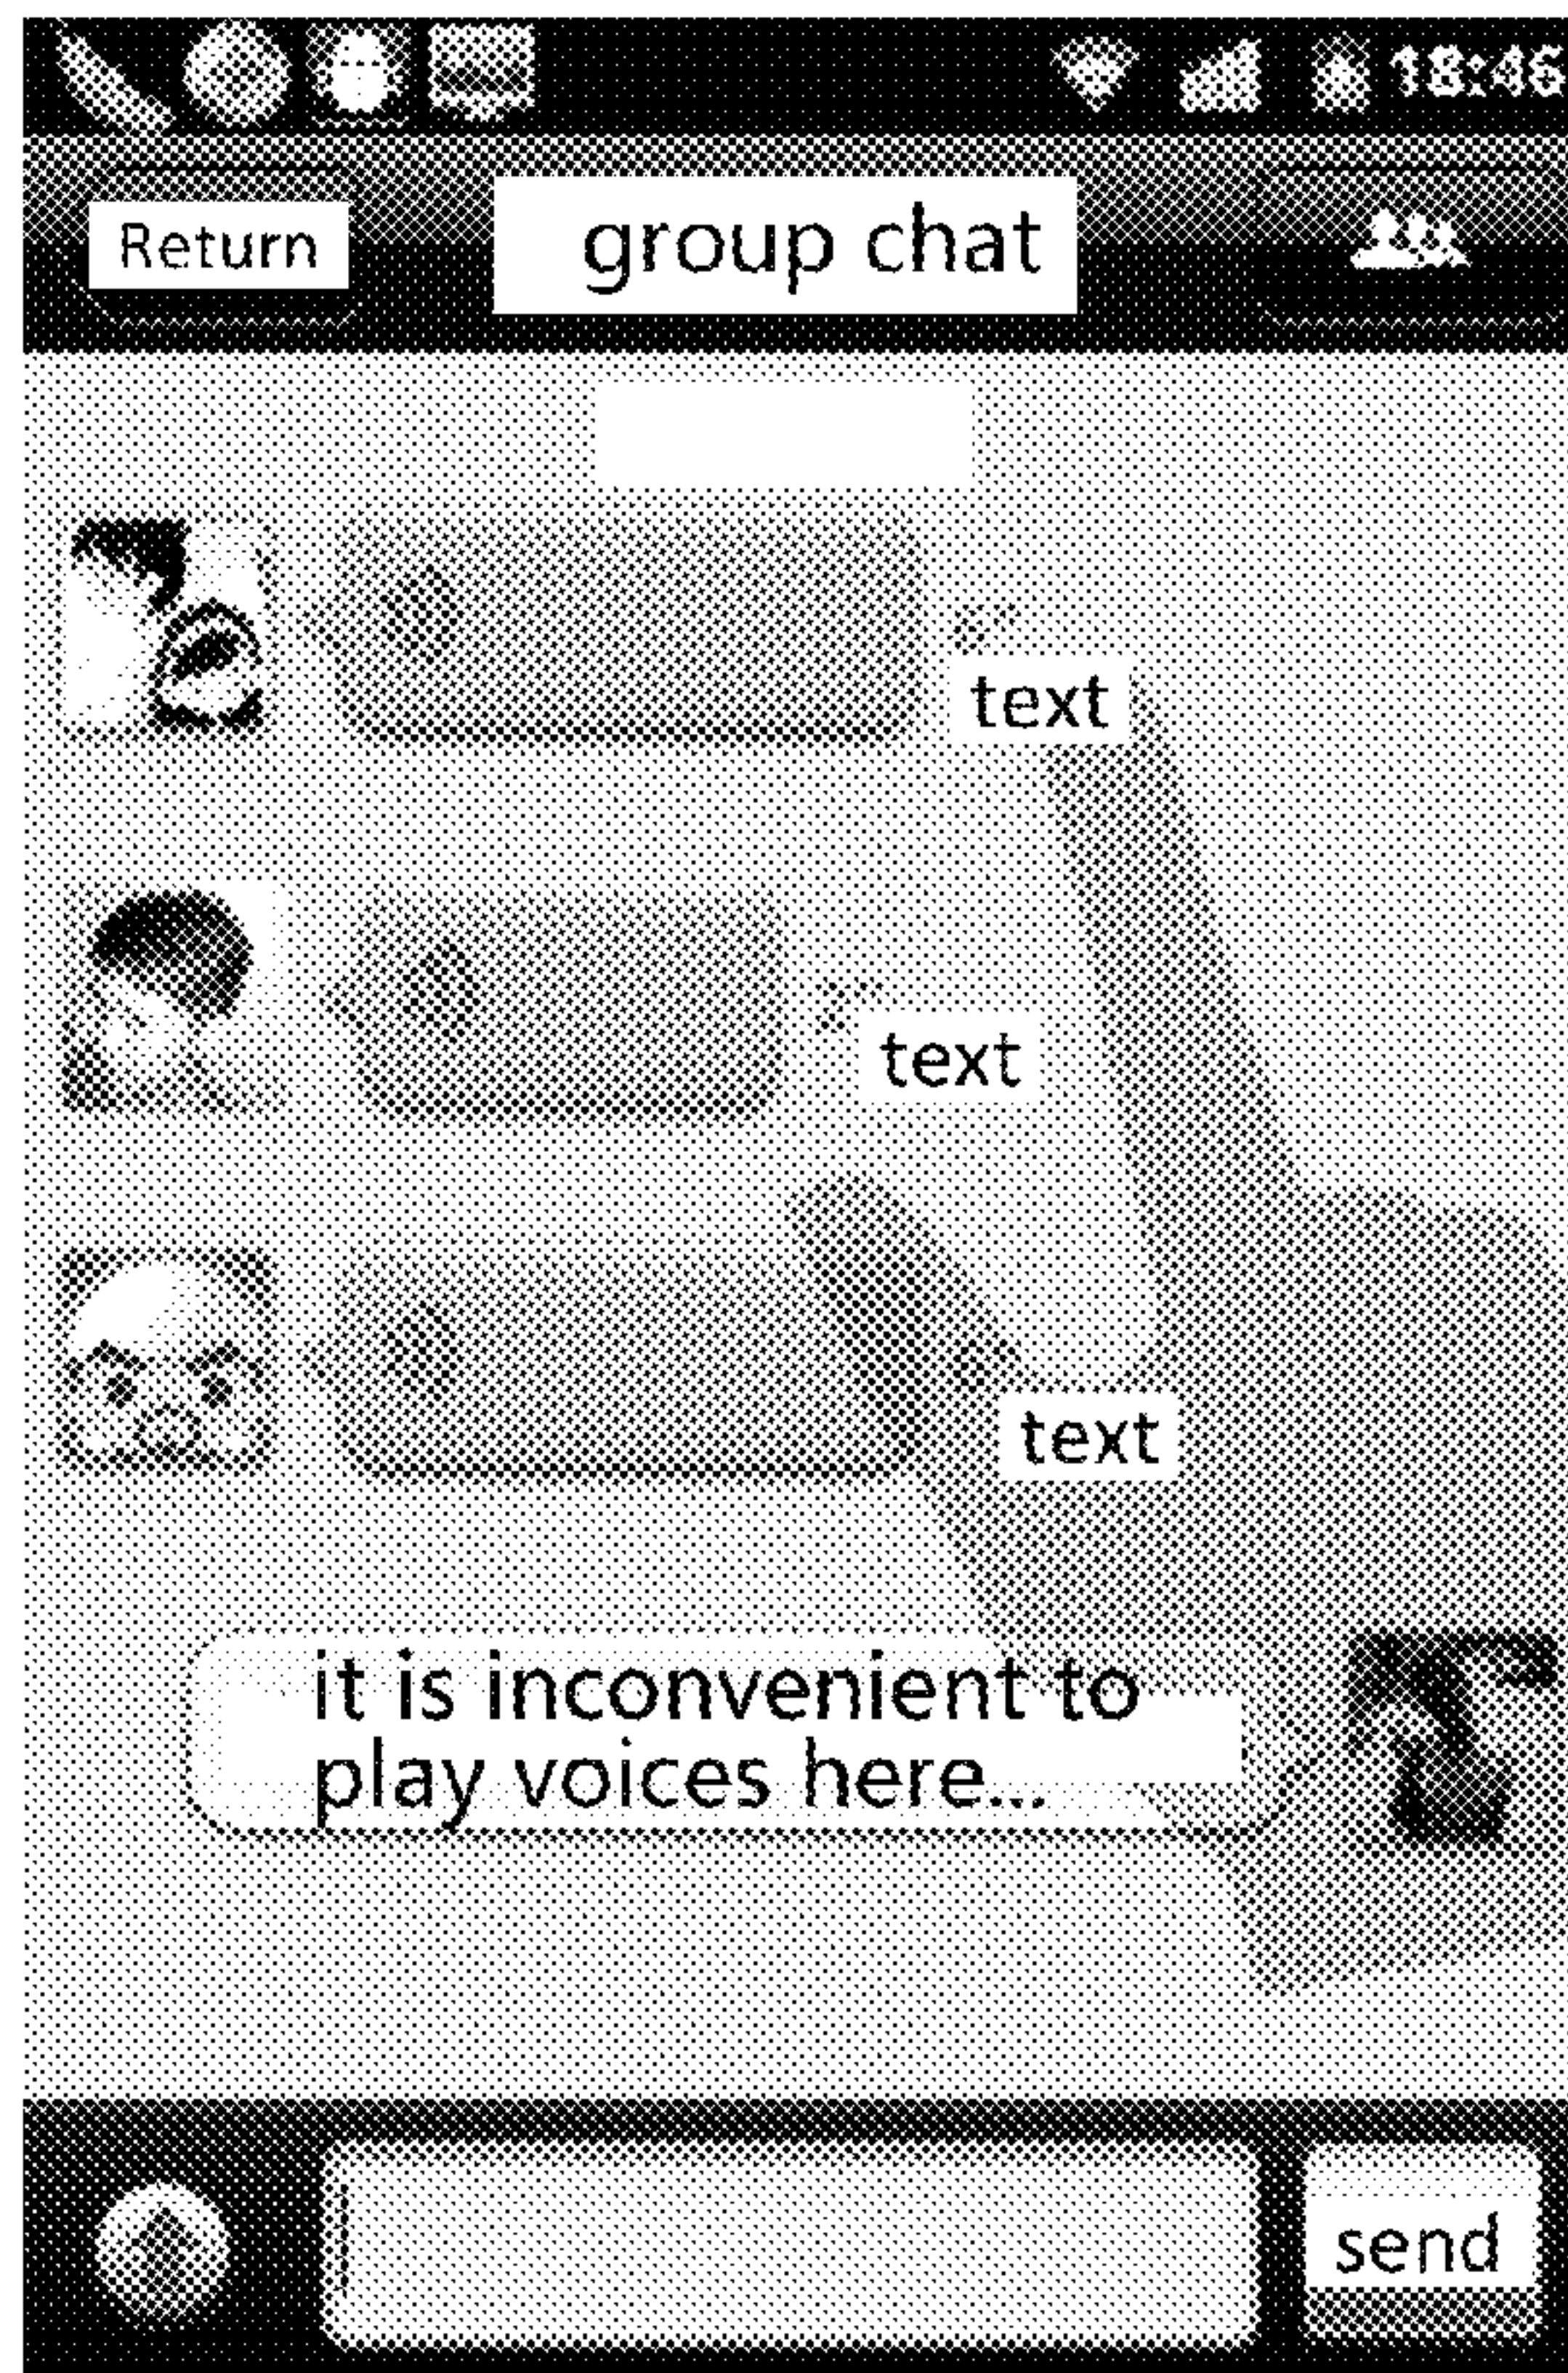 18:46
Return
group chat
text
text
text
it is inconvenient to
play voices here...
send